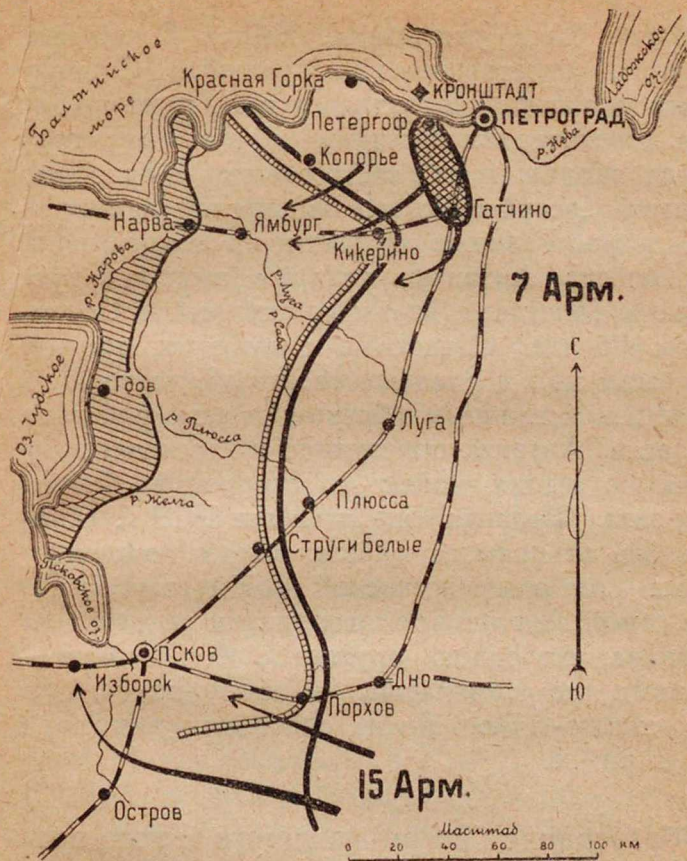 Балтийское
море
Ладожское
оз.
Красная Горка
КРОНШТАДТ
Петергоф
ПЕТРОГРАД
р. Нева
Копорье
Гатчино
Нарва
Ямбург
Кикерино
р. Нарова
р. Луга
р. Саба
7 Арм.
С
Оз. Чудское
Гдов
р. Плюсса
Луга
р. Желча
Плюсса
Струги Белые
Псковское оз.
ПСКОВ
Изборск
Дно
Порхов
Ю
15 Арм.
Остров
Масштаб
0 20 40 60 80 100 км